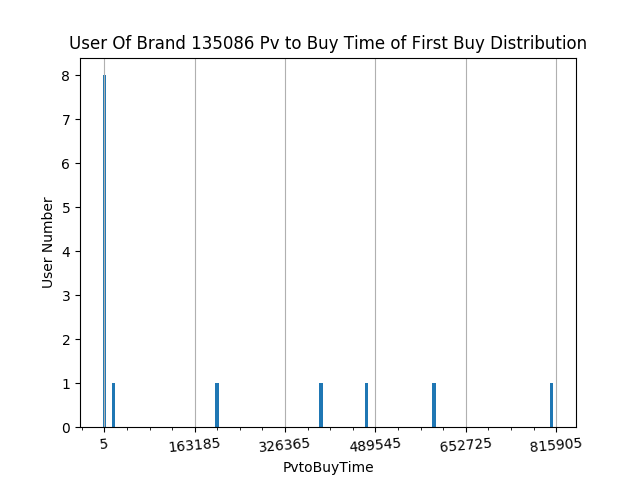 User Of Brand 135086 Pv to Buy Time of First Buy Distribution
8
7
6
5
4
3
2
1
0
User Number
5 163185 326365 489545 652725 815905
PvtoBuyTime